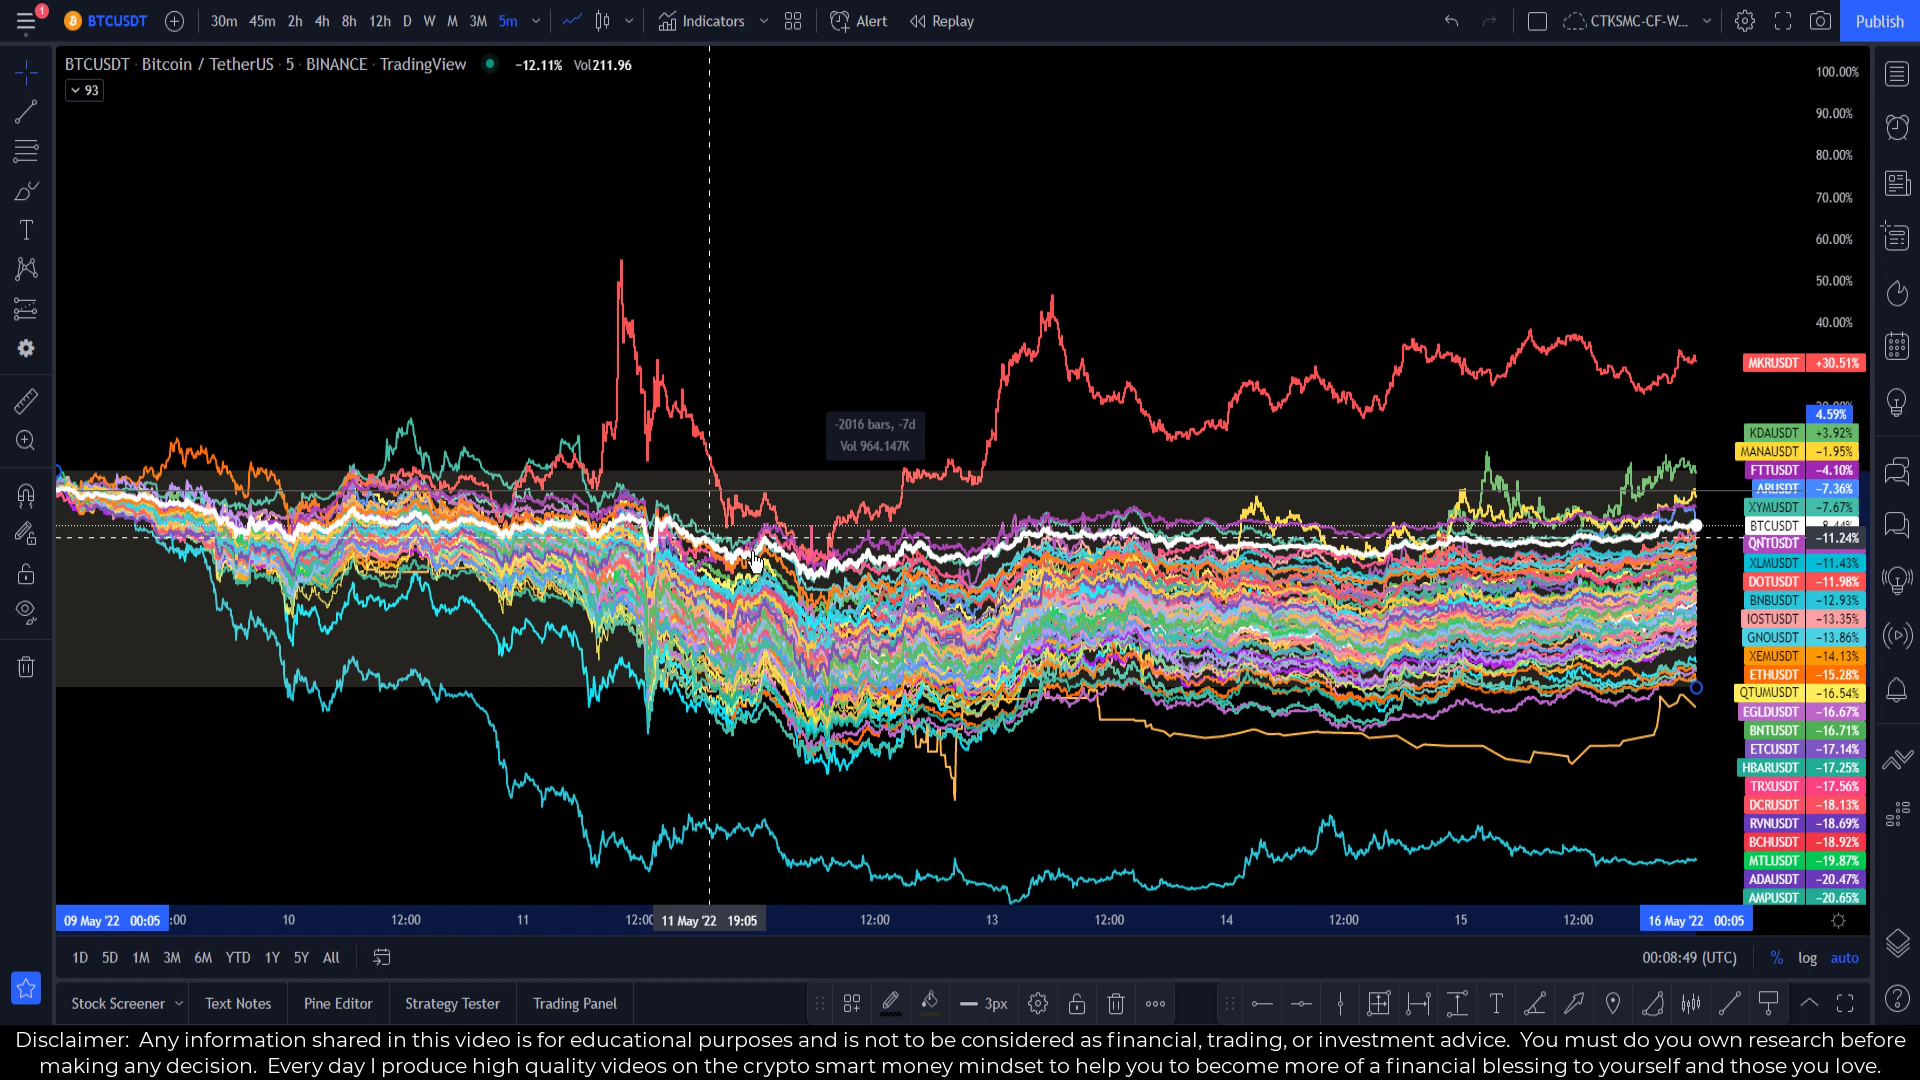 1
BTCUSDT 30m 45m 2h 4h 8h 12h D W M 3M 5m Indicators Alert Replay CTKSMC-CF-W... Publish
BTCUSDT · Bitcoin / TetherUS · 5 · BINANCE · TradingView −12.11% Vol211.96
93
100.00%
90.00%
80.00%
70.00%
60.00%
50.00%
40.00%
MKRUSDT +30.51%
4.59%
-2016 bars, -7d
Vol 964.147K
KDAUSDT +3.92%
MANAUSDT −1.95%
FTTUSDT −4.10%
ARUSDT −7.36%
XYMUSDT −7.67%
BTCUSDT
−11.24%
QNTUSDT
XLMUSDT −11.43%
DOTUSDT −11.98%
BNBUSDT −12.93%
IOSTUSDT −13.35%
GNOUSDT −13.86%
XEMUSDT −14.13%
ETHUSDT −15.28%
QTUMUSDT −16.54%
EGLDUSDT −16.67%
BNTUSDT −16.71%
ETCUSDT −17.14%
HBARUSDT −17.25%
TRXUSDT −17.56%
DCRUSDT −18.13%
RVNUSDT −18.69%
BCHUSDT −18.92%
MTLUSDT −19.87%
ADAUSDT −20.47%
AMPUSDT −20.65%
09 May '22 00:05 :00 10 12:00 11 12:00 11 May '22 19:05 12:00 13 12:00 14 12:00 15 12:00 16 May '22 00:05
1D 5D 1M 3M 6M YTD 1Y 5Y All 00:08:49 (UTC) % log auto
Stock Screener Text Notes Pine Editor Strategy Tester Trading Panel 3px
Disclaimer: Any information shared in this video is for educational purposes and is not to be considered as financial, trading, or investment advice. You must do you own research before
making any decision. Every day I produce high quality videos on the crypto smart money mindset to help you to become more of a financial blessing to yourself and those you love.